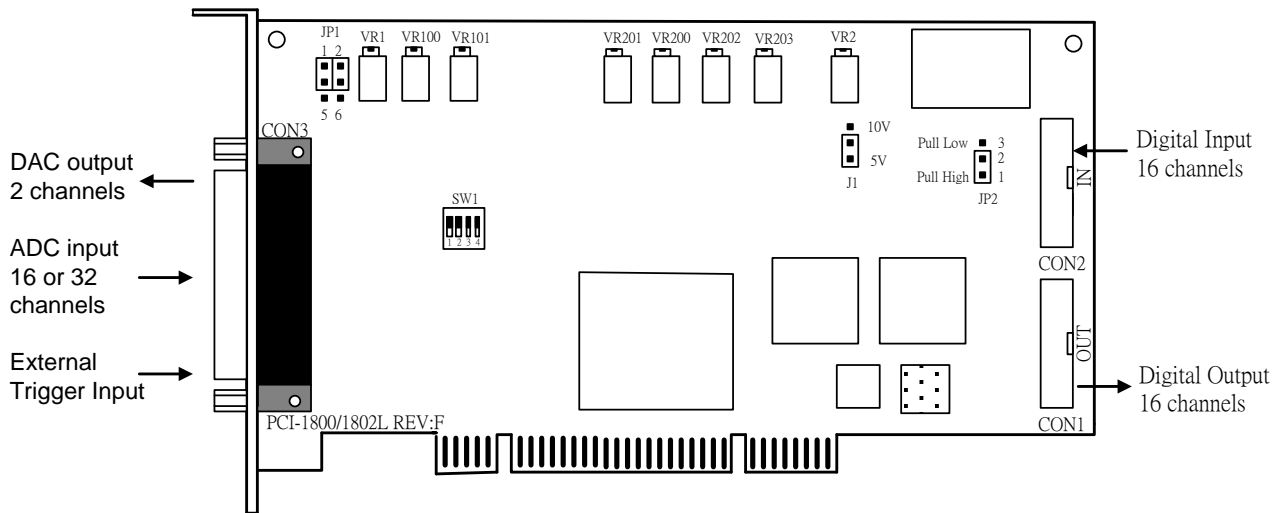 JP1
1 2
5 6
VR1
VR100
VR101
VR201
VR200
VR202
VR203
VR2
CON3
10V
5V
J1
Pull Low
3
2
Pull High
1
JP2
Digital Input
16 channels
IN
CON2
DAC output
2 channels
SW1
1 2 3 4
ADC input
16 or 32
channels
External
Trigger Input
OUT
Digital Output
16 channels
CON1
PCI-1800/1802L REV:F